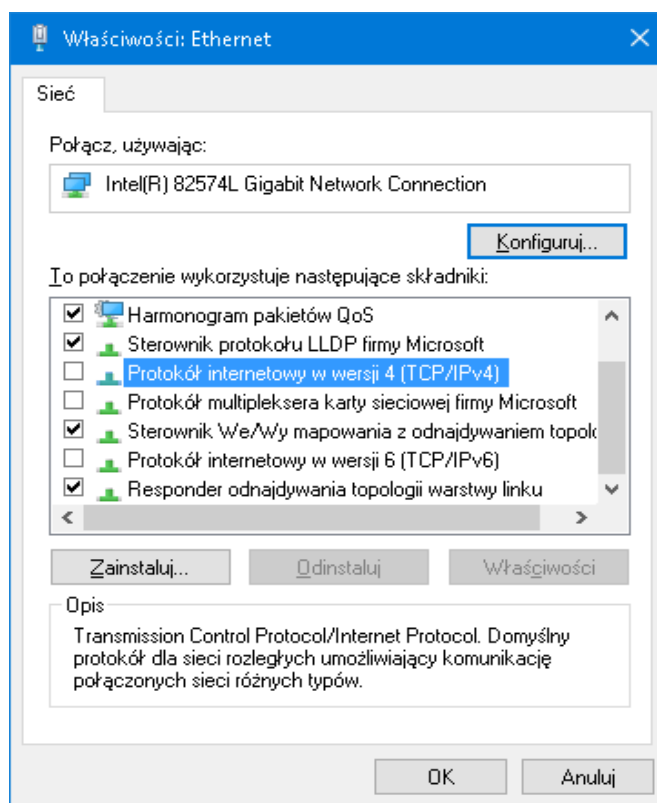 Właściwości: Ethernet
Sieć
Połącz, używając:
Intel(R) 82574L Gigabit Network Connection
Konfiguruj...
To połączenie wykorzystuje następujące składniki:
Harmonogram pakietów QoS
Sterownik protokołu LLDP firmy Microsoft
Protokół internetowy w wersji 4 (TCP/IPv4)
Protokół multipleksera karty sieciowej firmy Microsoft
Sterownik We/Wy mapowania z odnajdywaniem topolo
Protokół internetowy w wersji 6 (TCP/IPv6)
Responder odnajdywania topologii warstwy linku
Zainstaluj...
Odinstaluj
Właściwości
Opis
Transmission Control Protocol/Internet Protocol. Domyślny
protokół dla sieci rozległych umożliwiający komunikację
połączonych sieci różnych typów.
OK
Anuluj